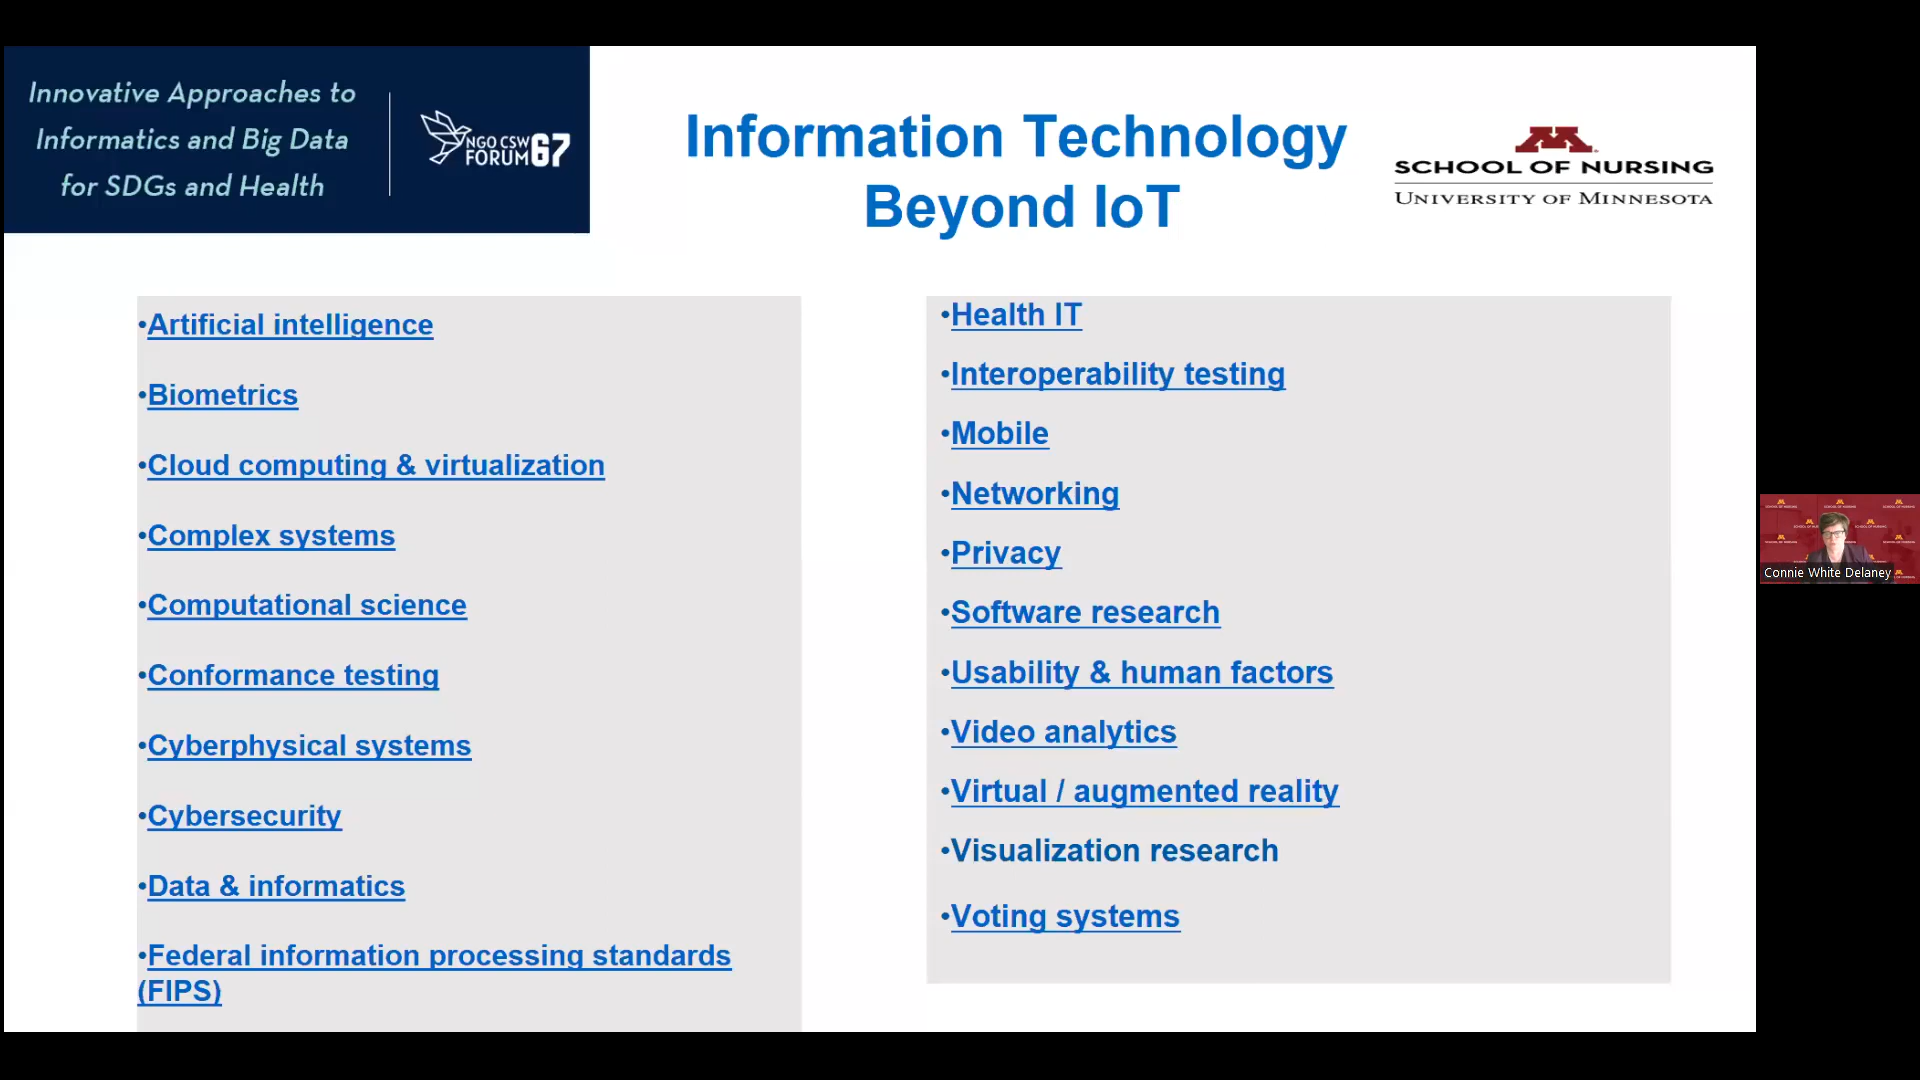 Innovative Approaches to
Informatics and Big Data
for SDGs and Health
NGO CSW
FORUM 67
Information Technology
Beyond IoT
SCHOOL OF NURSING
UNIVERSITY OF MINNESOTA
•Artificial intelligence
•Biometrics
•Cloud computing & virtualization
•Complex systems
•Computational science
•Conformance testing
•Cyberphysical systems
•Cybersecurity
•Data & informatics
•Federal information processing standards
(FIPS)
•Health IT
•Interoperability testing
•Mobile
•Networking
•Privacy
•Software research
•Usability & human factors
•Video analytics
•Virtual / augmented reality
•Visualization research
•Voting systems
Connie White Delaney